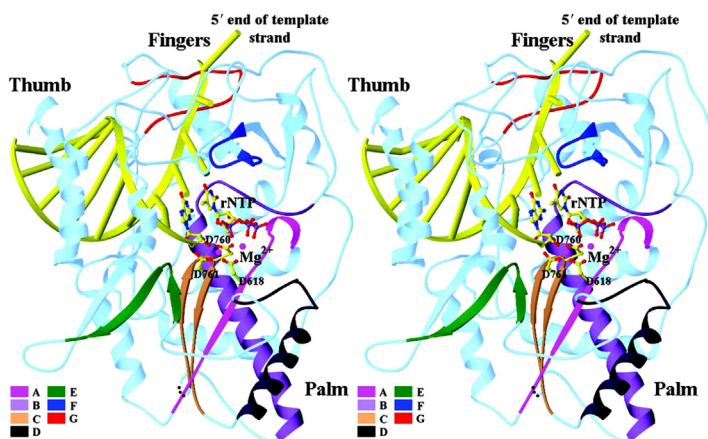 5′ end of template
strand
Fingers
Thumb
rNTP
D760
Mg2+
D761
D618
Palm
A
B
C
D
E
F
G
5′ end of template
strand
Fingers
Thumb
rNTP
D760
Mg2+
D761
D618
Palm
A
B
C
D
E
F
G